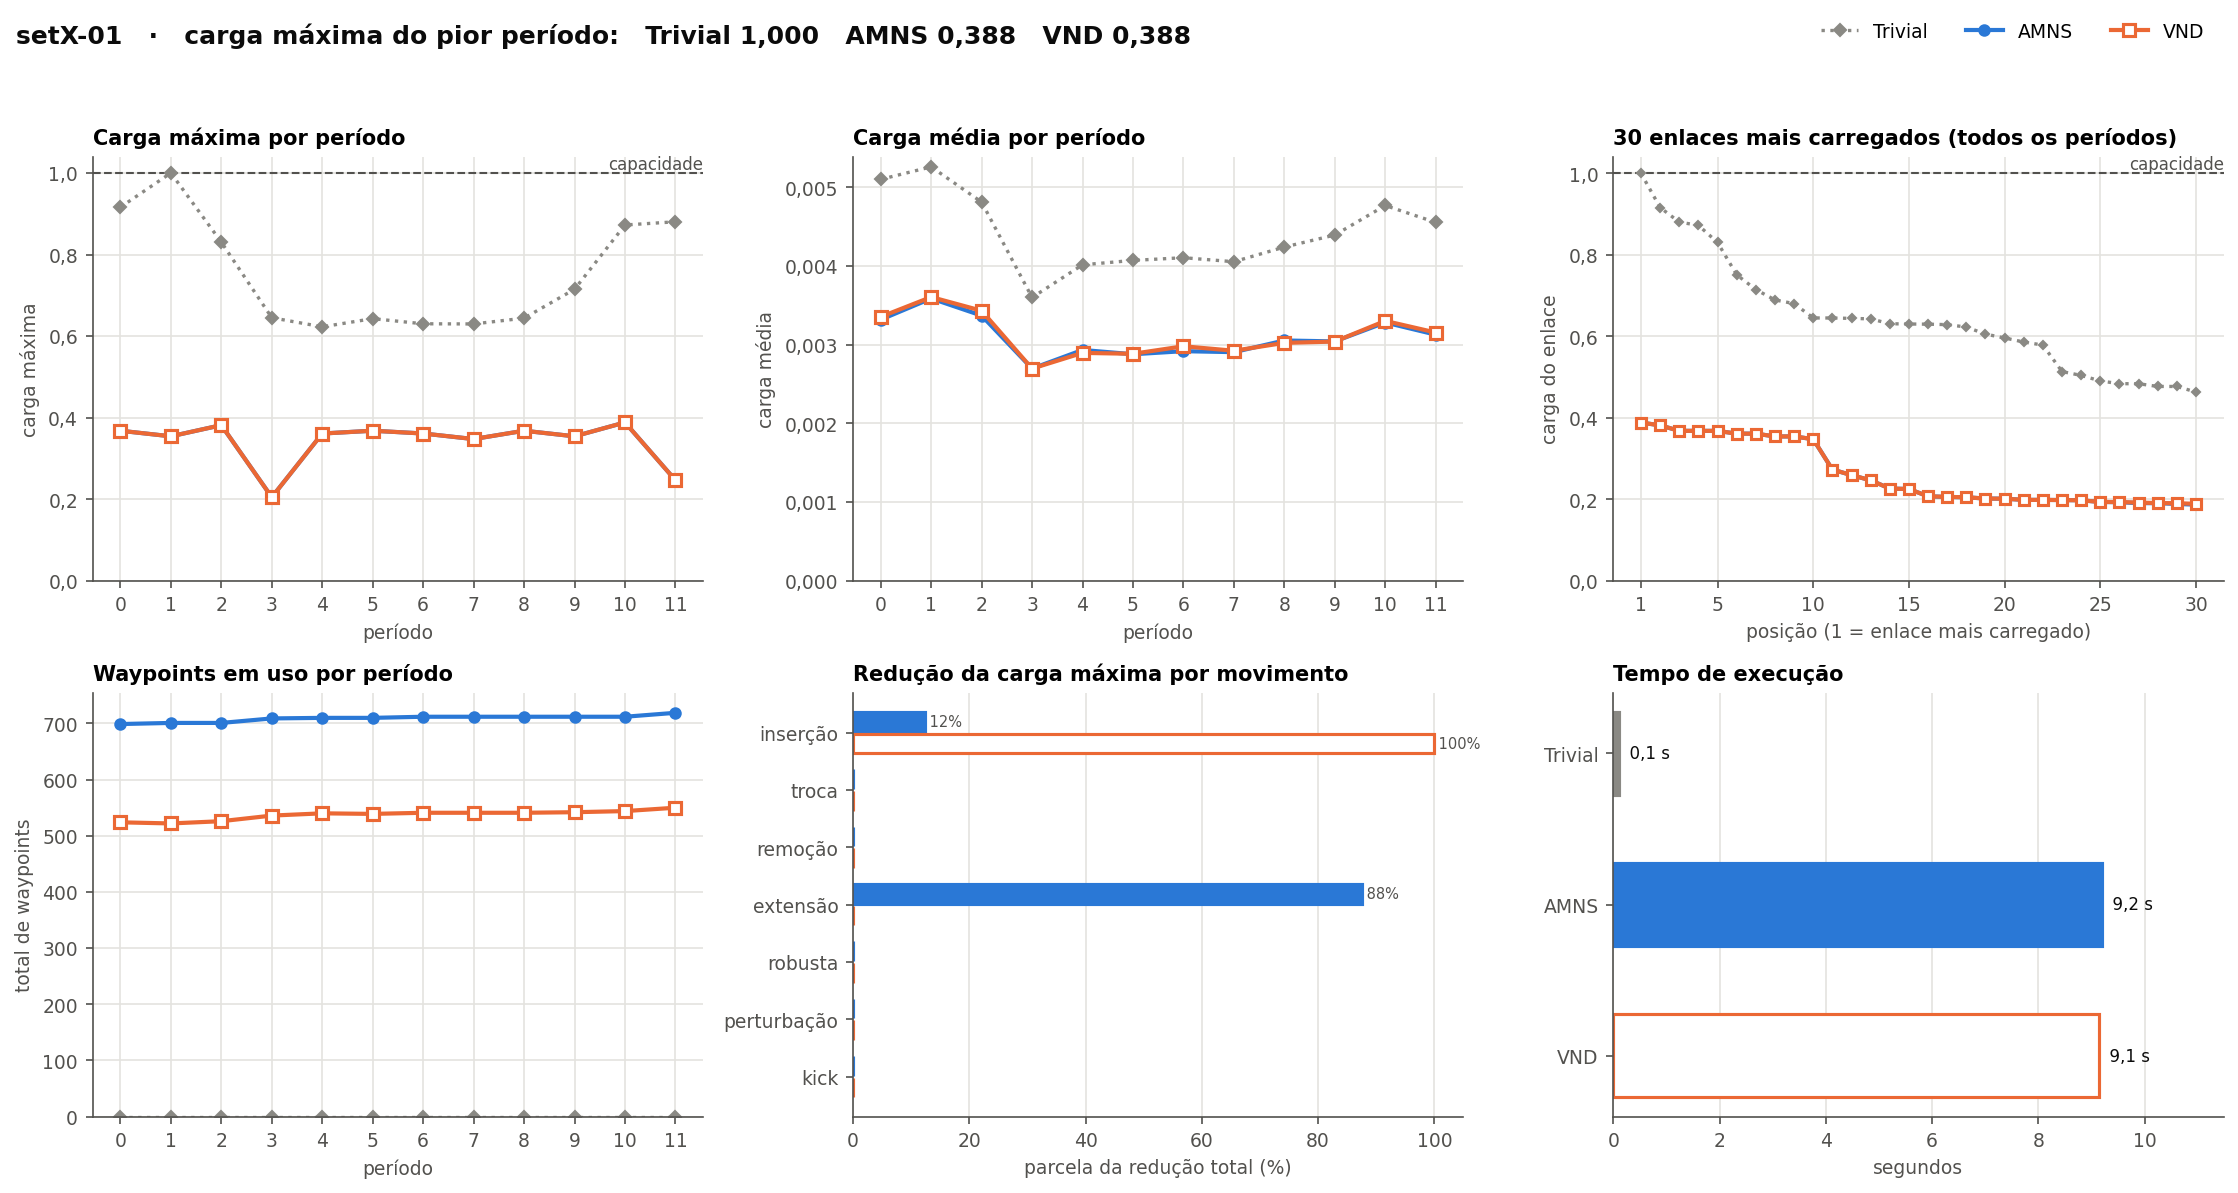 setX-01 · carga máxima do pior período: Trivial 1,000 AMNS 0,388 VND 0,388
Trivial AMNS VND
Carga máxima por período
capacidade
carga máxima
1,0
0,8
0,6
0,4
0,2
0,0
0 1 2 3 4 5 6 7 8 9 10 11
período
Carga média por período
carga média
0,005
0,004
0,003
0,002
0,001
0,000
0 1 2 3 4 5 6 7 8 9 10 11
período
30 enlaces mais carregados (todos os períodos)
capacidade
carga do enlace
1,0
0,8
0,6
0,4
0,2
0,0
1 5 10 15 20 25 30
posição (1 = enlace mais carregado)
Waypoints em uso por período
total de waypoints
700
600
500
400
300
200
100
0
0 1 2 3 4 5 6 7 8 9 10 11
período
Redução da carga máxima por movimento
inserção 12%
100%
troca
remoção
extensão 88%
robusta
perturbação
kick
0 20 40 60 80 100
parcela da redução total (%)
Tempo de execução
Trivial 0,1 s
AMNS 9,2 s
VND 9,1 s
0 2 4 6 8 10
segundos